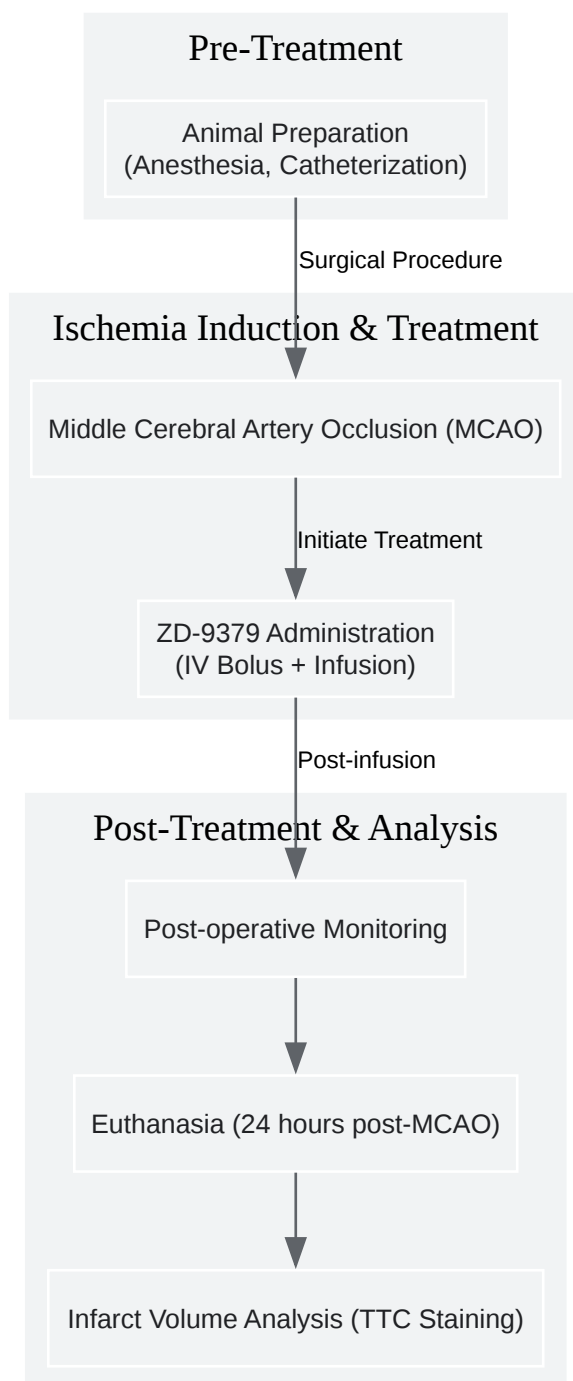 Pre-Treatment
Animal Preparation
(Anesthesia, Catheterization)
Surgical Procedure
Ischemia Induction & Treatment
Middle Cerebral Artery Occlusion (MCAO)
Initiate Treatment
ZD-9379 Administration
(IV Bolus + Infusion)
Post-infusion
Post-Treatment & Analysis
Post-operative Monitoring
Euthanasia (24 hours post-MCAO)
Infarct Volume Analysis (TTC Staining)